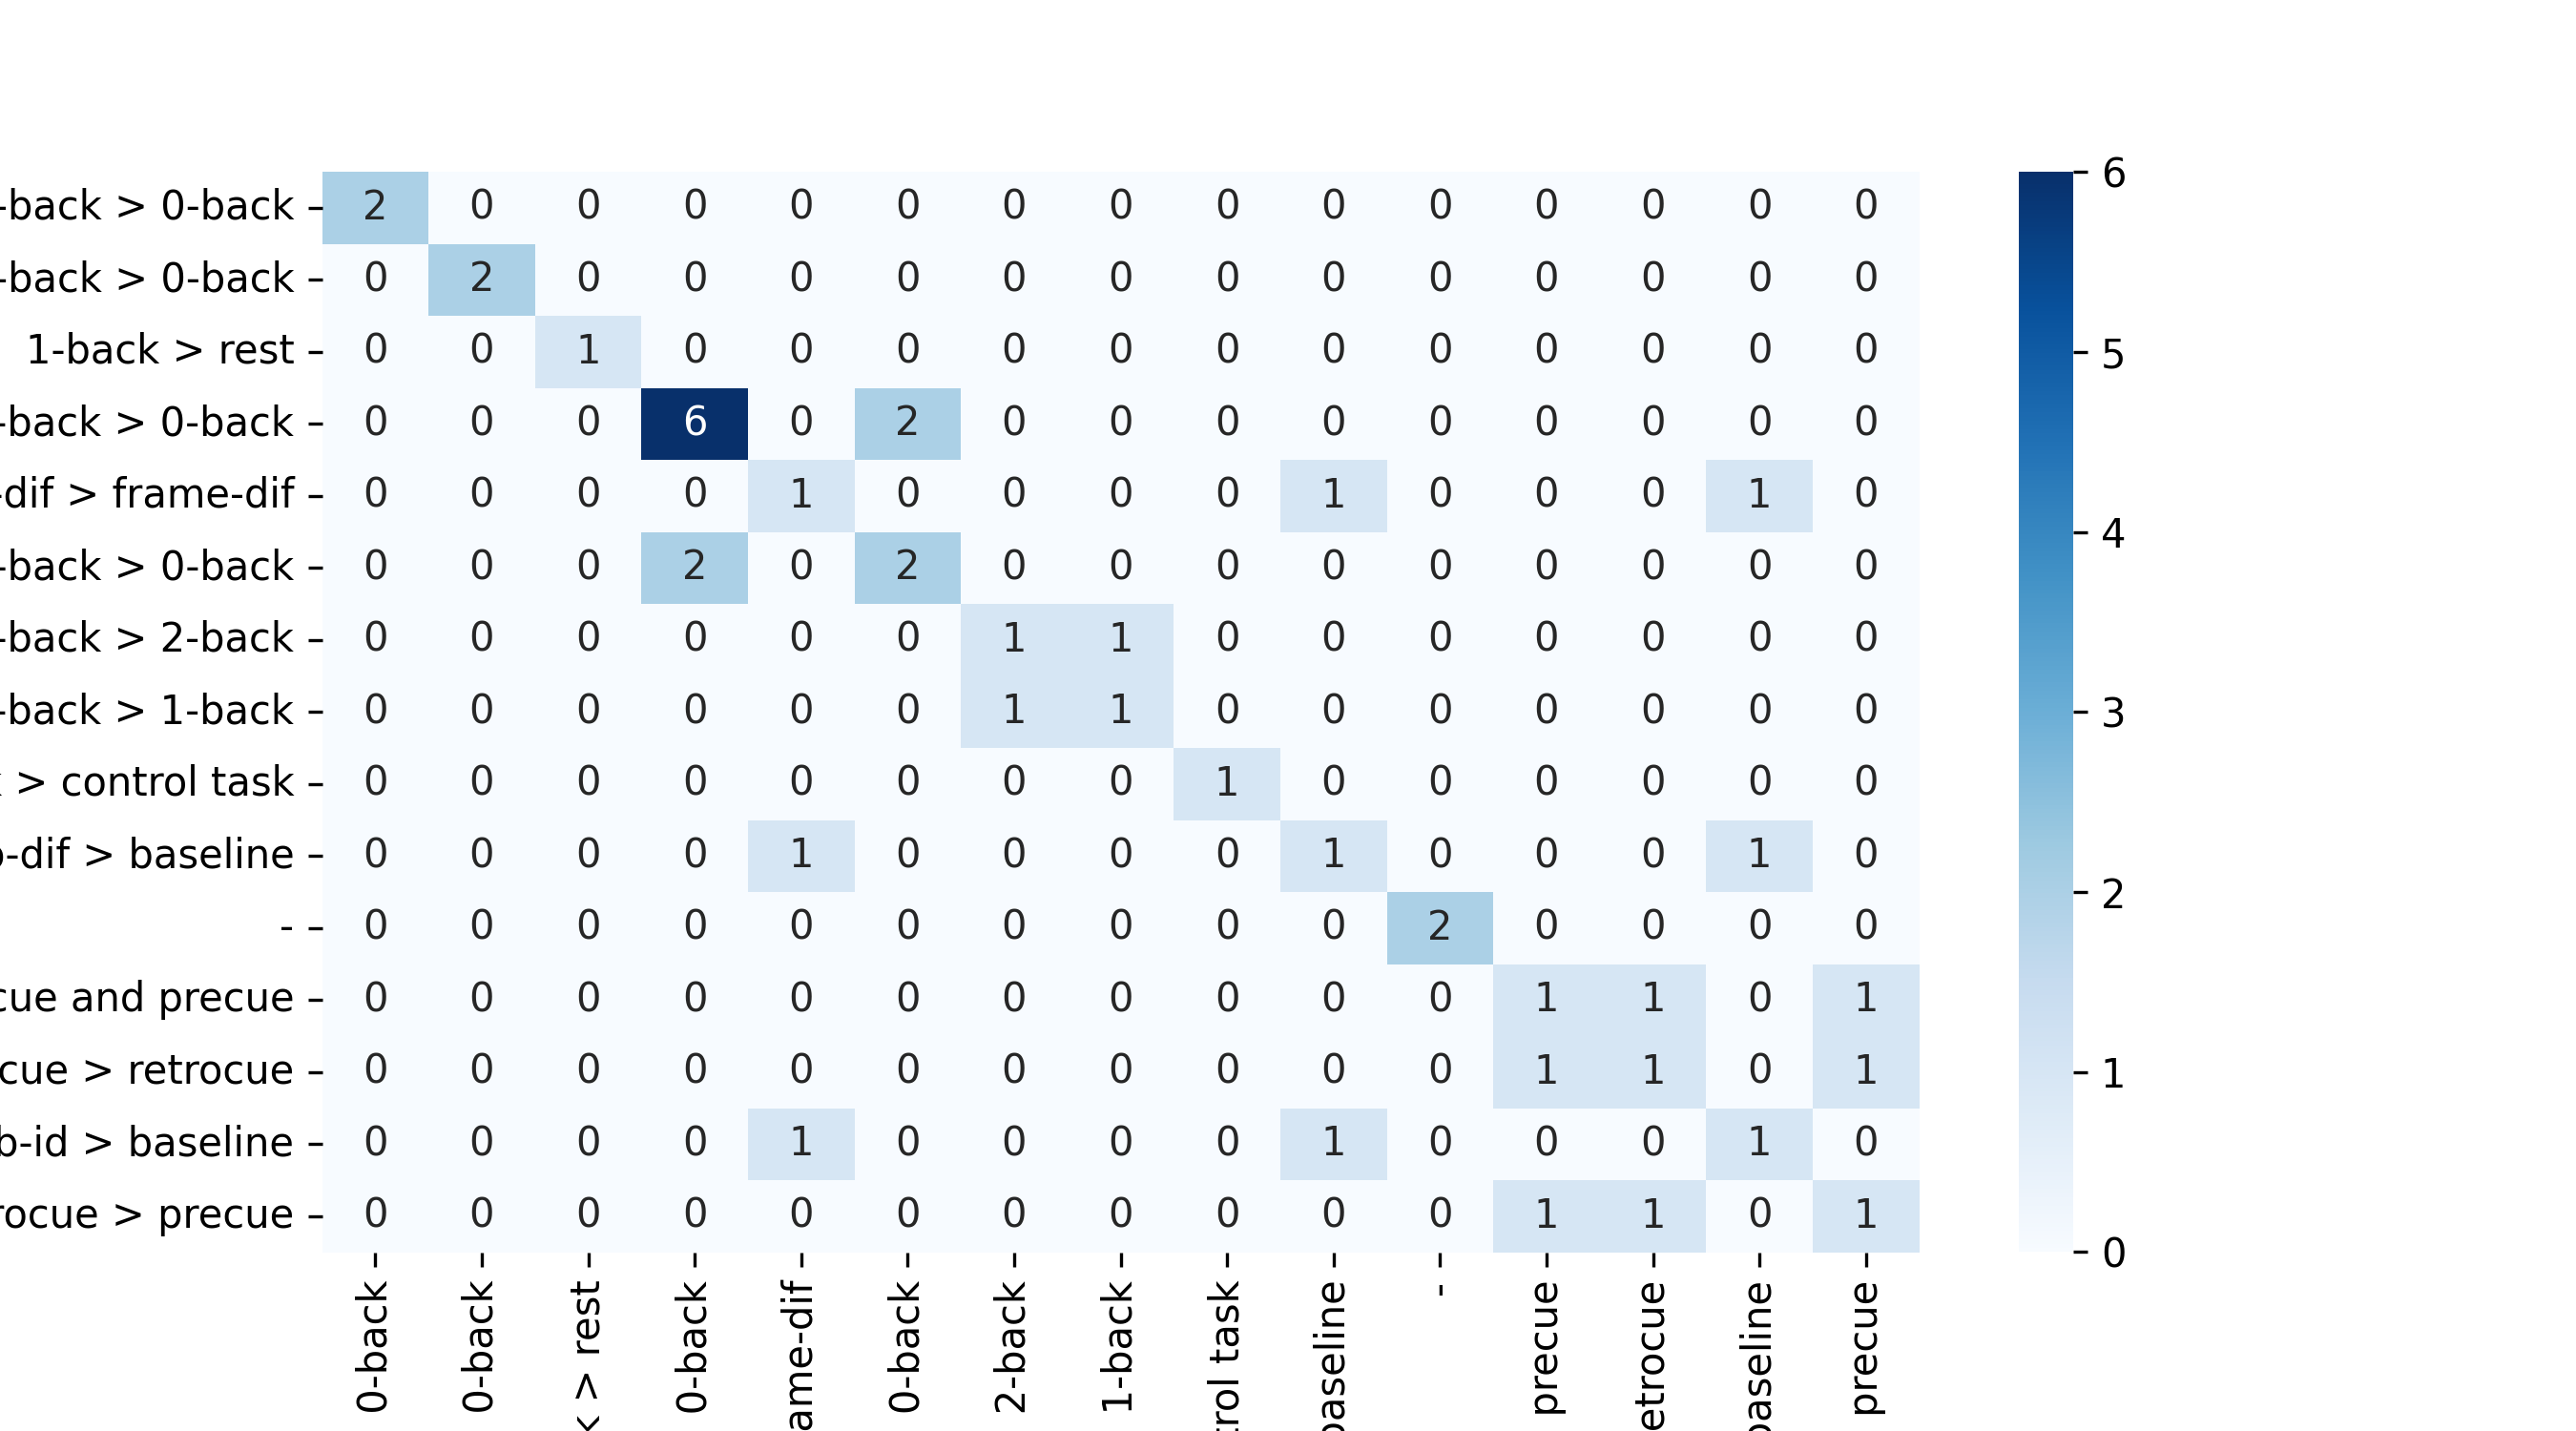 -back > 0-back 2 0 0 0 0 0 0 0 0 0 0 0 0 0 0
-back > 0-back 0 2 0 0 0 0 0 0 0 0 0 0 0 0 0
1-back > rest 0 0 1 0 0 0 0 0 0 0 0 0 0 0 0
-back > 0-back 0 0 0 6 0 2 0 0 0 0 0 0 0 0 0
-dif > frame-dif 0 0 0 0 1 0 0 0 0 1 0 0 0 1 0
-back > 0-back 0 0 0 2 0 2 0 0 0 0 0 0 0 0 0
-back > 2-back 0 0 0 0 0 0 1 1 0 0 0 0 0 0 0
-back > 1-back 0 0 0 0 0 0 1 1 0 0 0 0 0 0 0
> control task 0 0 0 0 0 0 0 0 1 0 0 0 0 0 0
-dif > baseline 0 0 0 0 1 0 0 0 0 1 0 0 0 1 0
- 0 0 0 0 0 0 0 0 0 0 2 0 0 0 0
cue and precue 0 0 0 0 0 0 0 0 0 0 0 1 1 0 1
cue > retrocue 0 0 0 0 0 0 0 0 0 0 0 1 1 0 1
b-id > baseline 0 0 0 0 1 0 0 0 0 1 0 0 0 1 0
rocue > precue 0 0 0 0 0 0 0 0 0 0 0 1 1 0 1
0-back
0-back
k > rest
0-back
ame-dif
0-back
2-back
1-back
trol task
baseline
-
precue
etrocue
baseline
precue
6
5
4
3
2
1
0